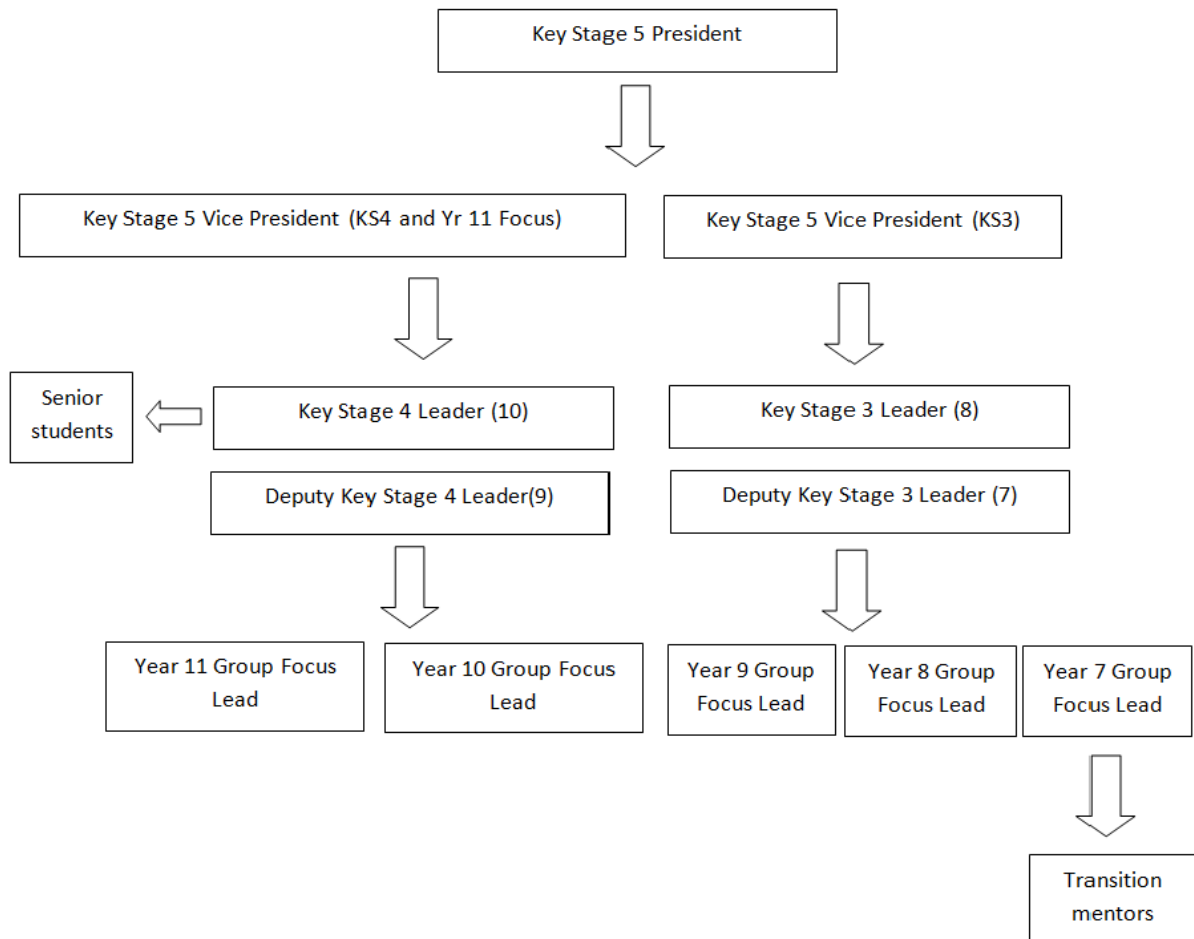 Key Stage 5 President
Key Stage 5 Vice President (KS4 and Yr 11 Focus)
Key Stage 5 Vice President (KS3)
Senior
students
Key Stage 4 Leader (10)
Key Stage 3 Leader (8)
Deputy Key Stage 4 Leader(9)
Deputy Key Stage 3 Leader (7)
Year 11 Group Focus
Lead
Year 10 Group Focus
Lead
Year 9 Group
Focus Lead
Year 8 Group
Focus Lead
Year 7 Group
Focus Lead
Transition
mentors